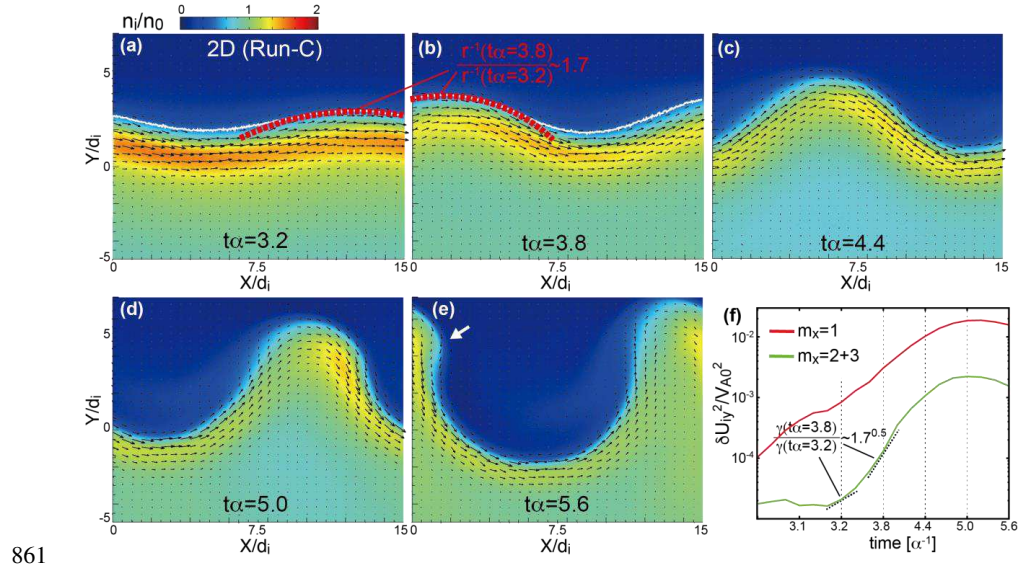 nᵢ/n₀ 0 1 2
(a) 2D (Run-C)
r⁻¹(tα=3.8)
r⁻¹(tα=3.2) ~1.7
(b)
(c)
Y/dᵢ
5
0
-5
tα=3.2
tα=3.8
tα=4.4
0 7.5 15 0 7.5 15 0 7.5 15
X/dᵢ X/dᵢ X/dᵢ
(d)
(e)
Y/dᵢ
5
0
-5
tα=5.0
tα=5.6
0 7.5 15 0 7.5 15
X/dᵢ X/dᵢ
(f)
mₓ=1
mₓ=2+3
δUᵢᵧ²/V_A0²
10⁻²
10⁻³
10⁻⁴
γ(tα=3.8)
γ(tα=3.2) ~1.7⁰·⁵
3.1 3.2 3.8 4.4 5.0 5.6
time [α⁻¹]
861